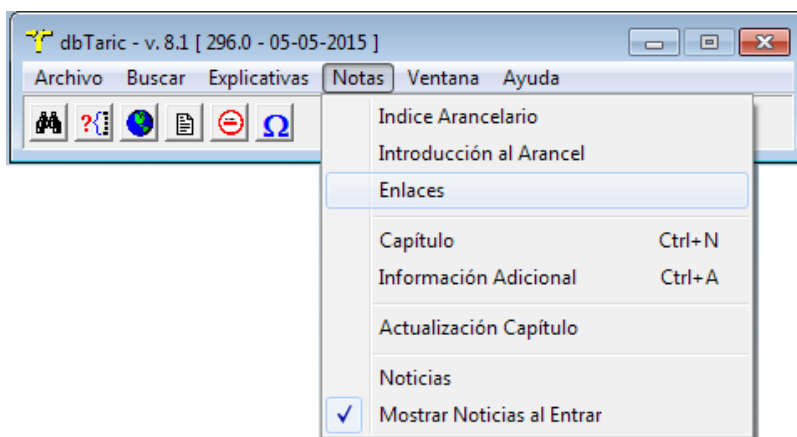 dbTaric - v. 8.1 [ 296.0 - 05-05-2015 ]
Archivo Buscar Explicativas Notas Ventana Ayuda
?{ Ω
Indice Arancelario
Introducción al Arancel
Enlaces
Capítulo Ctrl+N
Información Adicional Ctrl+A
Actualización Capítulo
Noticias
Mostrar Noticias al Entrar